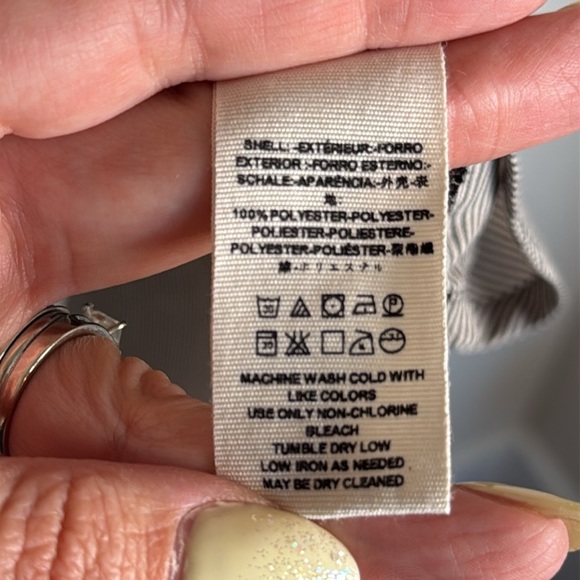 SHELL:-EXTÉRIEUR:-FORRO
EXTERIOR:-FORRO ESTERNO:-
SCHALE:-APARÊNCIA:-外壳-表
地
100%POLYESTER-POLYESTER-
POLIESTER-POLIESTERE-
POLYESTER-POLIÉSTER-聚酯纖
維-ポリエステル
MACHINE WASH COLD WITH
LIKE COLORS
USE ONLY NON-CHLORINE
BLEACH
TUMBLE DRY LOW
LOW IRON AS NEEDED
MAY BE DRY CLEANED